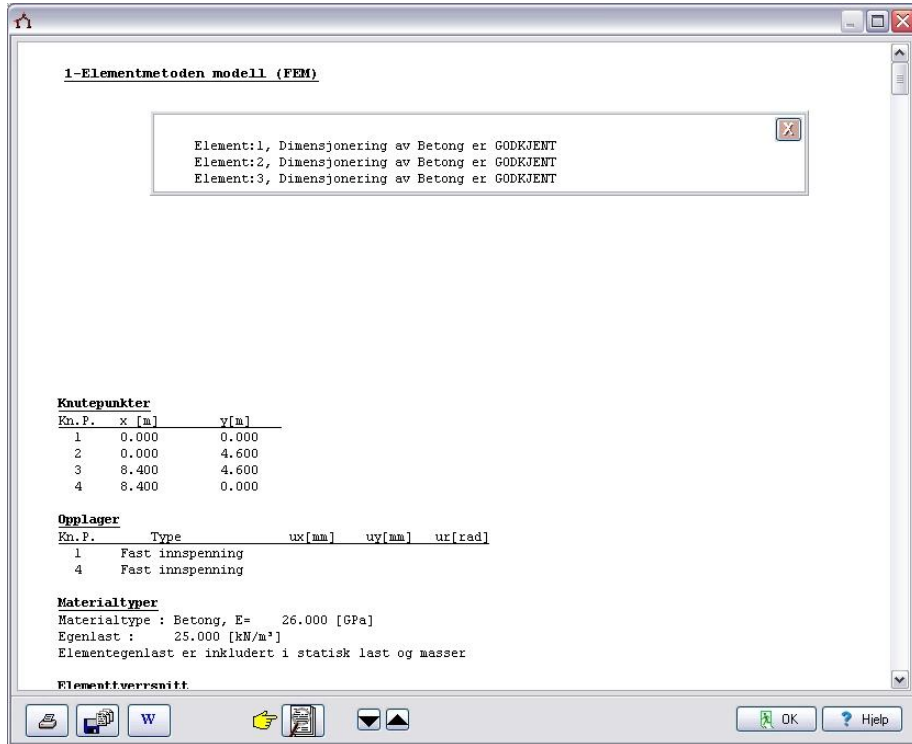 1-Elementmetoden modell (FEM)
X
Element:1, Dimensjonering av Betong er GODKJENT
Element:2, Dimensjonering av Betong er GODKJENT
Element:3, Dimensjonering av Betong er GODKJENT
Knutepunkter
Kn.P. x [m] y[m]
1 0.000 0.000
2 0.000 4.600
3 8.400 4.600
4 8.400 0.000
Opplager
Kn.P. Type ux[mm] uy[mm] ur[rad]
1 Fast innspenning
4 Fast innspenning
Materialtyper
Materialtype : Betong, E= 26.000 [GPa]
Egenlast : 25.000 [kN/m³]
Elementegenlast er inkludert i statisk last og masser
Elementtverrsnitt
W OK ? Hjelp